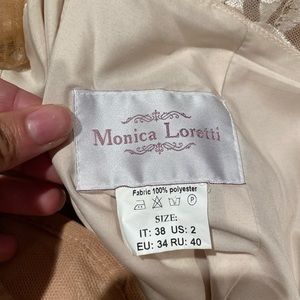 Monica Loretti
Fabric 100% polyester
P
SIZE:
IT: 38 US: 2
EU: 34 RU: 40